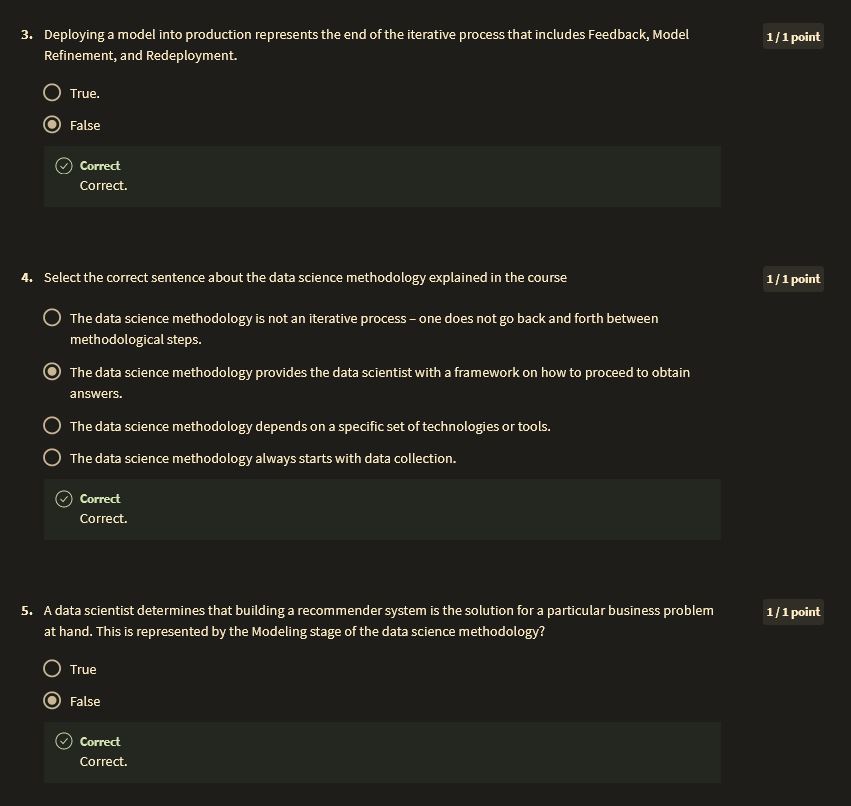 3. Deploying a model into production represents the end of the iterative process that includes Feedback, Model
Refinement, and Redeployment.
1 / 1 point
True.
False
Correct
Correct.
4. Select the correct sentence about the data science methodology explained in the course
1 / 1 point
The data science methodology is not an iterative process – one does not go back and forth between
methodological steps.
The data science methodology provides the data scientist with a framework on how to proceed to obtain
answers.
The data science methodology depends on a specific set of technologies or tools.
The data science methodology always starts with data collection.
Correct
Correct.
5. A data scientist determines that building a recommender system is the solution for a particular business problem
at hand. This is represented by the Modeling stage of the data science methodology?
1 / 1 point
True
False
Correct
Correct.